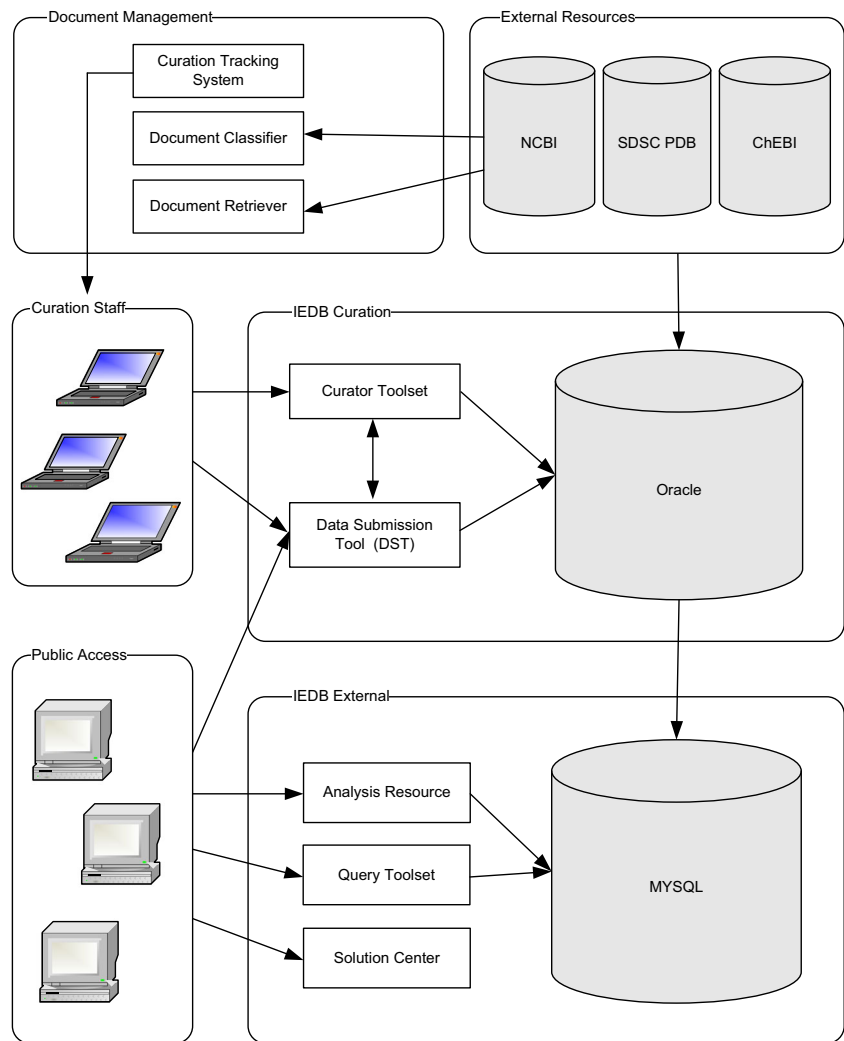 Document Management
External Resources
Curation Tracking
System
Document Classifier
Document Retriever
NCBI
SDSC PDB
ChEBI
Curation Staff
IEDB Curation
Curator Toolset
Data Submission
Tool (DST)
Oracle
Public Access
IEDB External
Analysis Resource
Query Toolset
Solution Center
MYSQL